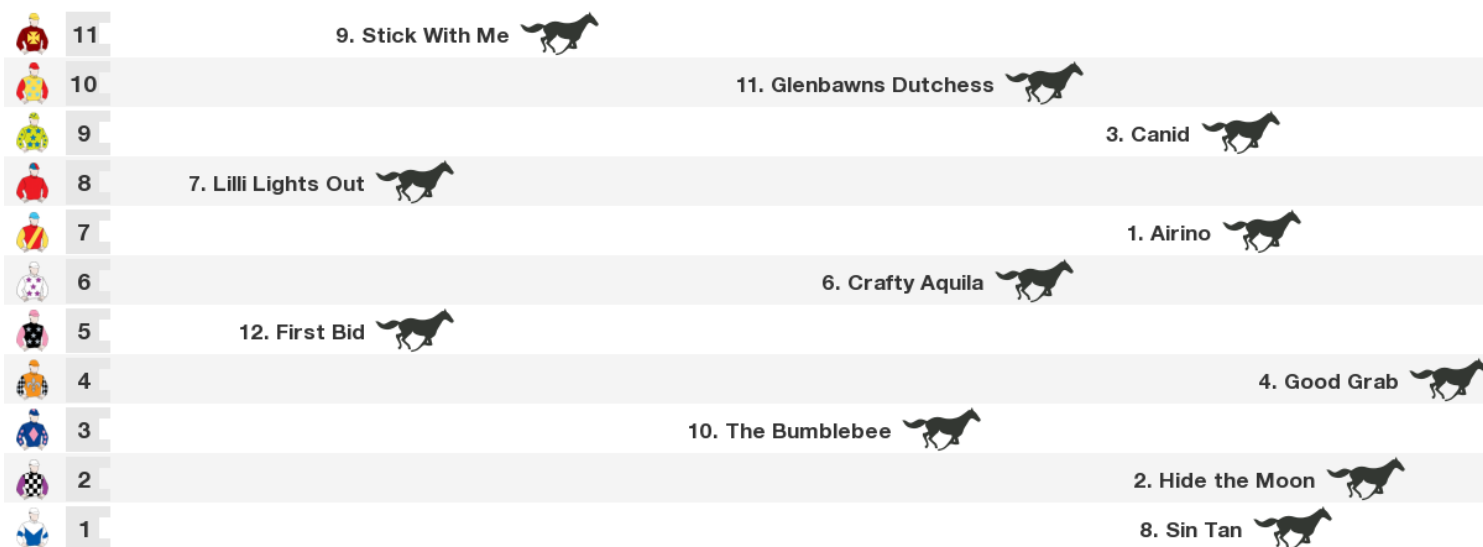 11 9. Stick With Me
10 11. Glenbawns Dutchess
9 3. Canid
8 7. Lilli Lights Out
7 1. Airino
6 6. Crafty Aquila
5 12. First Bid
4 4. Good Grab
3 10. The Bumblebee
2 2. Hide the Moon
1 8. Sin Tan